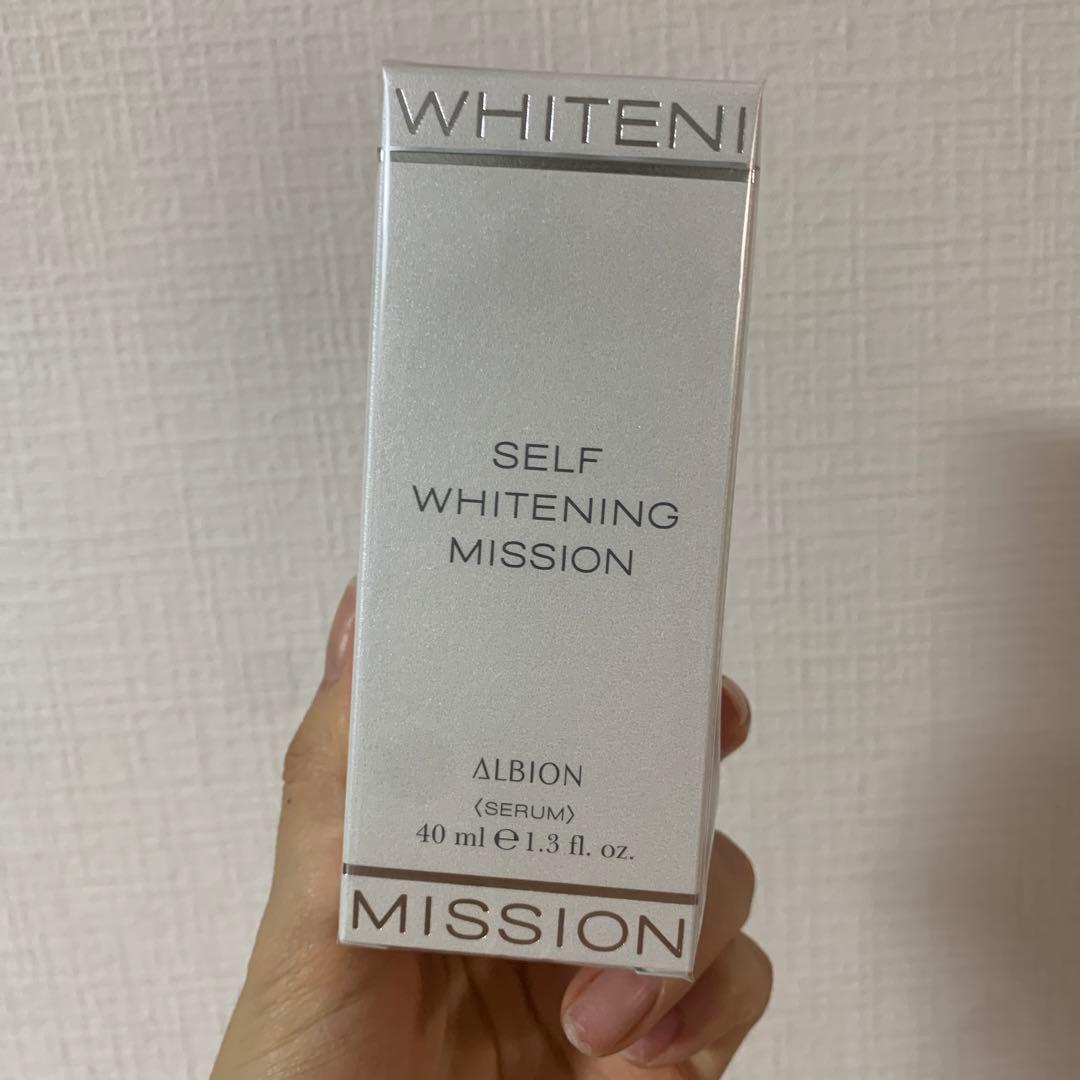 WHITENI
SELF
WHITENING
MISSION
ALBION
〈SERUM〉
40 ml ℮ 1.3 fl. oz.
MISSION